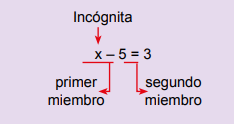 Incógnita
x – 5 = 3
primer
miembro
segundo
miembro